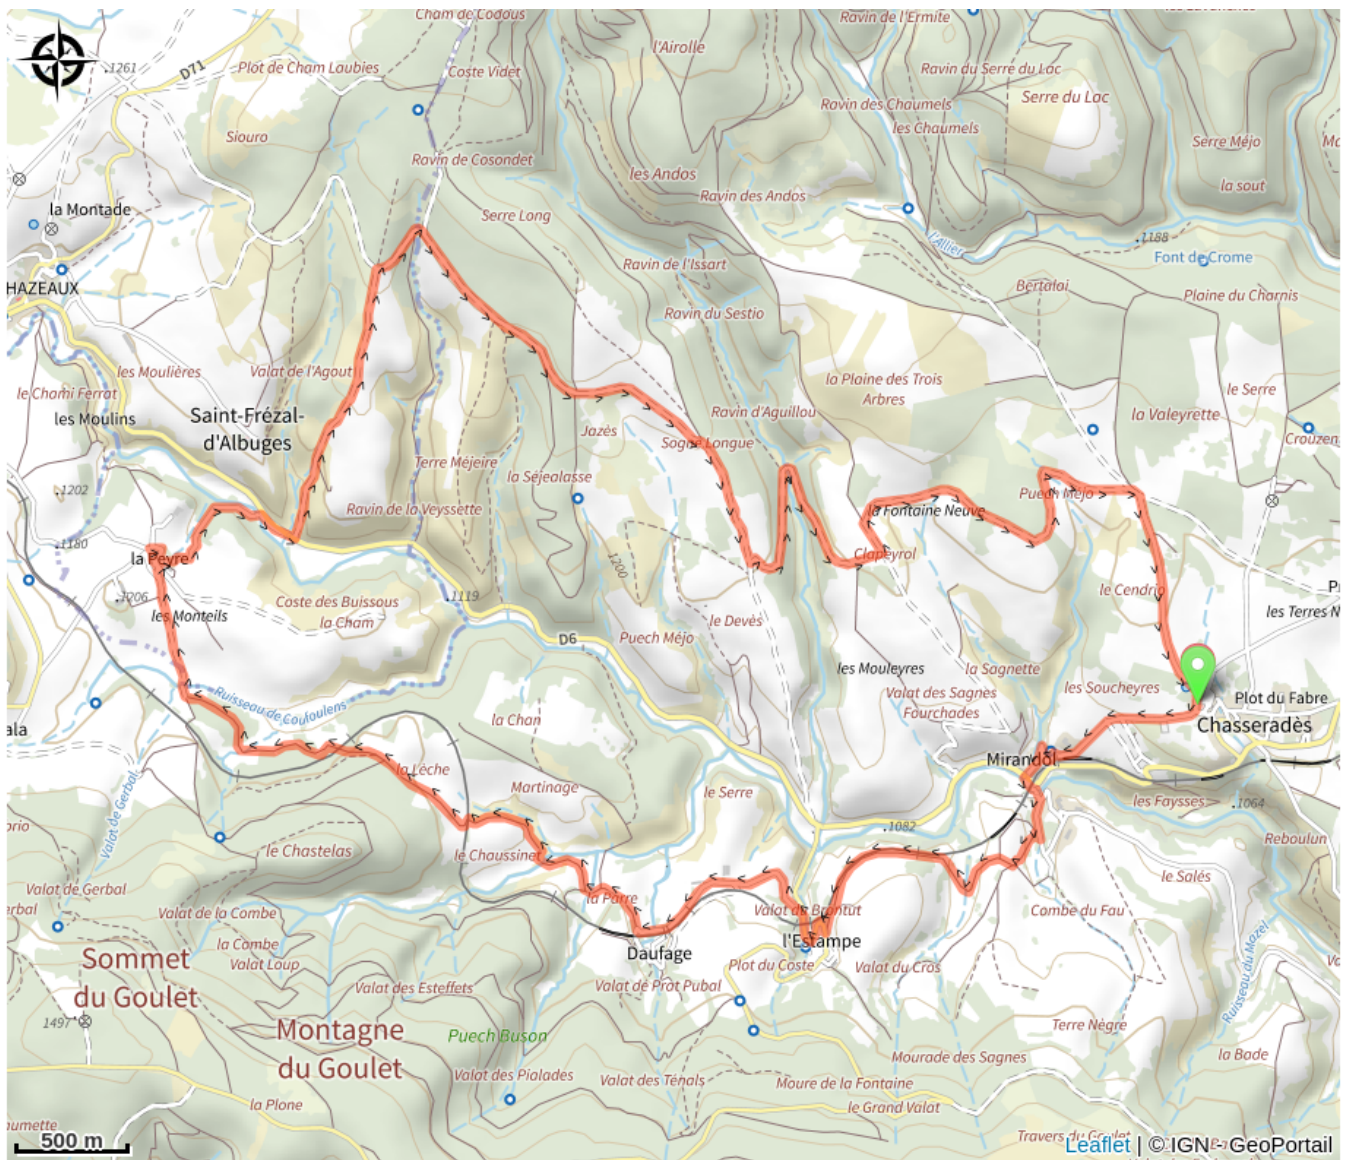 Cham de Codous
Ravin de l'Ermite
l'Airolle
.1261
D71
Plot de Cham Loubies
Coste Videt
Ravin du Serre du Lac
Serre du Lac
Ravin des Chaumels
les Chaumels
Siouro
Ravin de Cosondet
Serre Méjo
les Andos
Ravin des Andos
la sout
la Montade
Serre Long
l'Allier
.1188
Font de Crome
Ravin de l'Issart
HAZEAUX
Bertaloi
Plaine du Charnis
Ravin du Sestio
les Moulières
Valat de l'Agout
la Plaine des Trois
Arbres
le Chami Ferrat
le Serre
les Moulins
Saint-Frézal-
d'Albuges
Ravin d'Aguillou
la Valeyrette
Jazès
Sogne Longue
Crouzen
Terre Méjeire
la Séjealasse
.1202
Puech Méjo
Ravin de la Veyssette
la Fontaine Neuve
.1180
la Peyre
Clapeyrol
1200
.1206
Coste des Buissous
la Cham
.1119
le Cendrio
les Monteils
les Terres N
D6
Puech Méjo
le Devès
les Mouleyres
la Sagnette
Valat des Sagnes
Fourchades
les Soucheyres
Plot du Fabre
Ruisseau de Couloulens
Chasseradès
ala
la Chan
Mirandol
la Lèche
Martinage
le Serre
les Faysses
.1064
Valat de Gerbal
.1082
Reboulun
le Chastelas
le Chaussinet
Valat de Gerbal
erbal
la Parre
le Salés
Valat de la Combe
Valat du Brontut
Combe du Fau
la Combe
Valat Loup
l'Estampe
Sommet
du Goulet
Daufage
Plot du Coste
Valat du Cros
Ruisseau du Mazel
Valat des Esteffets
Valat de Prat Pubal
1497
Montagne
du Goulet
Puech Buson
Terre Nègre
Mourade des Sagnes
la Bade
Valat des Pialades
Valat des Ténols
Moure de la Fontaine
la Plone
le Grand Valat
aumette
Travers du Goulet
500 m
Leaflet | © IGN - GeoPortail